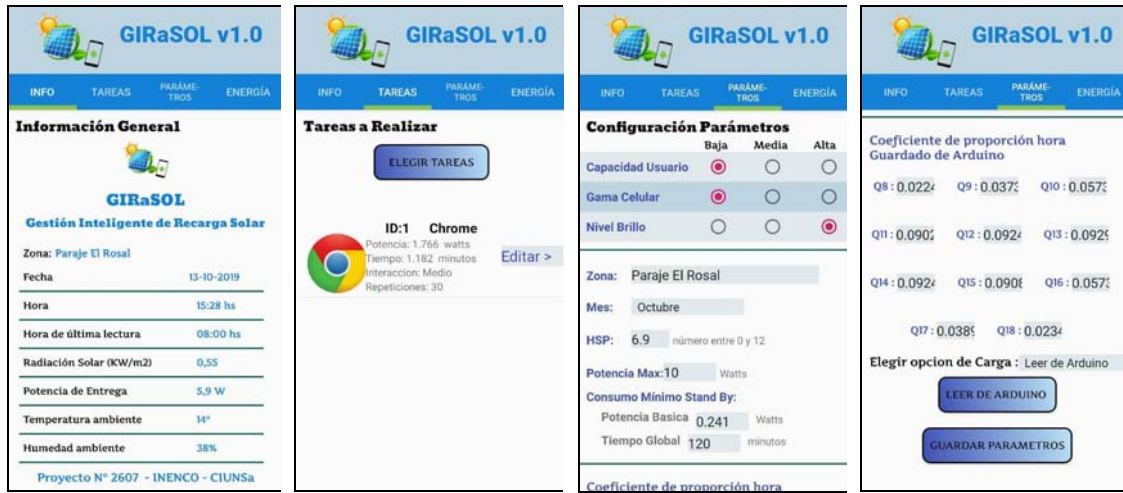 GIRaSOL v1.0
INFO TAREAS PARÁME-TROS ENERGÍA
Información General
GIRaSOL
Gestión Inteligente de Recarga Solar
Zona: Paraje El Rosal
Fecha 13-10-2019
Hora 15:28 hs
Hora de última lectura 08:00 hs
Radiación Solar (KW/m2) 0,55
Potencia de Entrega 5,9 W
Temperatura ambiente 14°
Humedad ambiente 38%
Proyecto N° 2607 - INENCO - CIUNSa
GIRaSOL v1.0
INFO TAREAS PARÁME-TROS ENERGÍA
Tareas a Realizar
ELEGIR TAREAS
ID:1 Chrome
Potencia: 1.766 watts
Tiempo: 1.182 minutos
Interaccion: Medio
Repeticiones: 30
Editar >
GIRaSOL v1.0
INFO TAREAS PARÁME-TROS ENERGÍA
Configuración Parámetros
Baja Media Alta
Capacidad Usuario
Gama Celular
Nivel Brillo
Zona: Paraje El Rosal
Mes: Octubre
HSP: 6.9 número entre 0 y 12
Potencia Max: 10 Watts
Consumo Mínimo Stand By:
Potencia Basica 0.241 Watts
Tiempo Global 120 minutos
Coeficiente de proporción hora
GIRaSOL v1.0
INFO TAREAS PARÁME-TROS ENERGÍA
Coeficiente de proporción hora
Guardado de Arduino
Q8 : 0.0224 Q9 : 0.0373 Q10 : 0.0573
Q11 : 0.0902 Q12 : 0.0924 Q13 : 0.0929
Q14 : 0.0924 Q15 : 0.0908 Q16 : 0.0573
Q17 : 0.0389 Q18 : 0.0234
Elegir opcion de Carga : Leer de Arduino
LEER DE ARDUINO
GUARDAR PARAMETROS